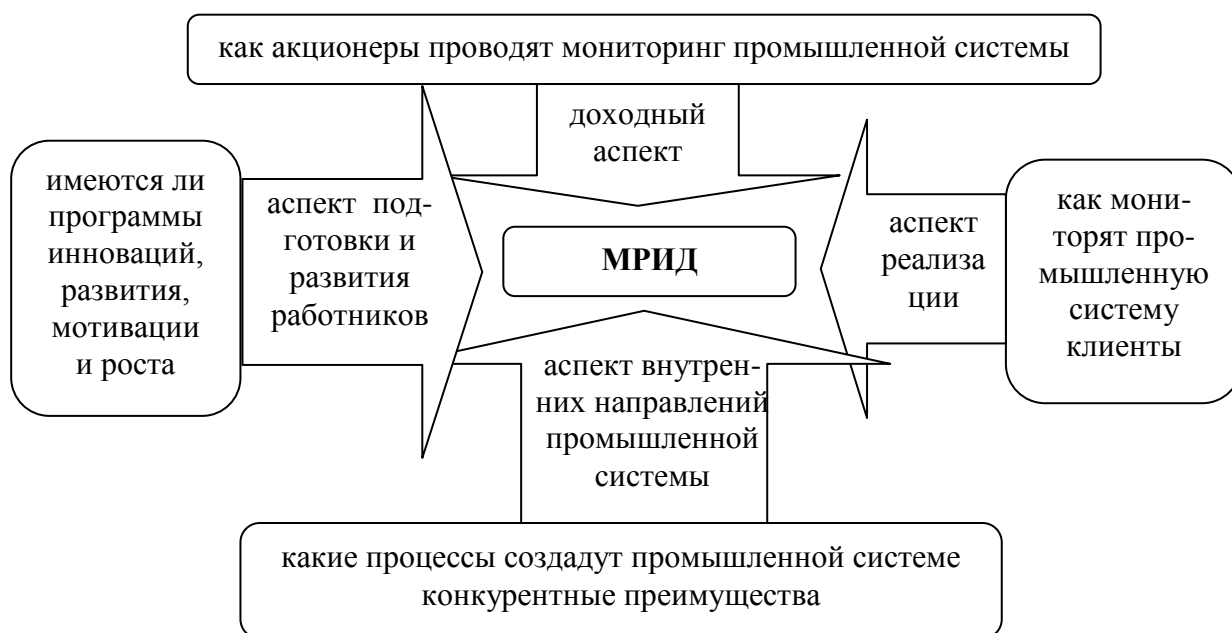 как акционеры проводят мониторинг промышленной системы
доходный
аспект
имеются ли
программы
инноваций,
развития,
мотивации
и роста
аспект под-
готовки и
развития
работников
МРИД
аспект
реализа
ции
как мони-
торят про-
мышленную
систему
клиенты
аспект внутрен-
них направлений
промышленной
системы
какие процессы создадут промышленной системе
конкурентные преимущества